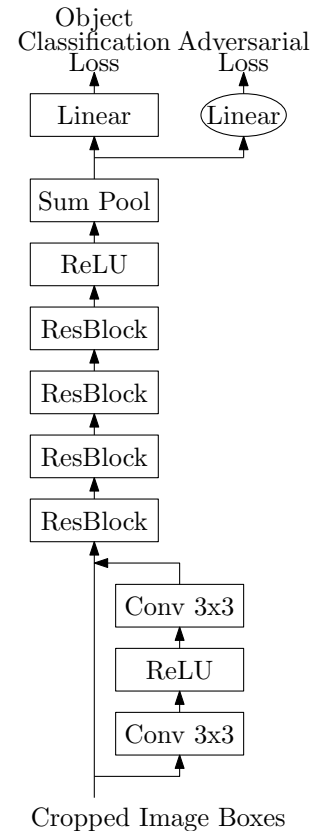 Object
Classification Adversarial
Loss Loss
Linear Linear
Sum Pool
ReLU
ResBlock
ResBlock
ResBlock
ResBlock
Conv 3x3
ReLU
Conv 3x3
Cropped Image Boxes